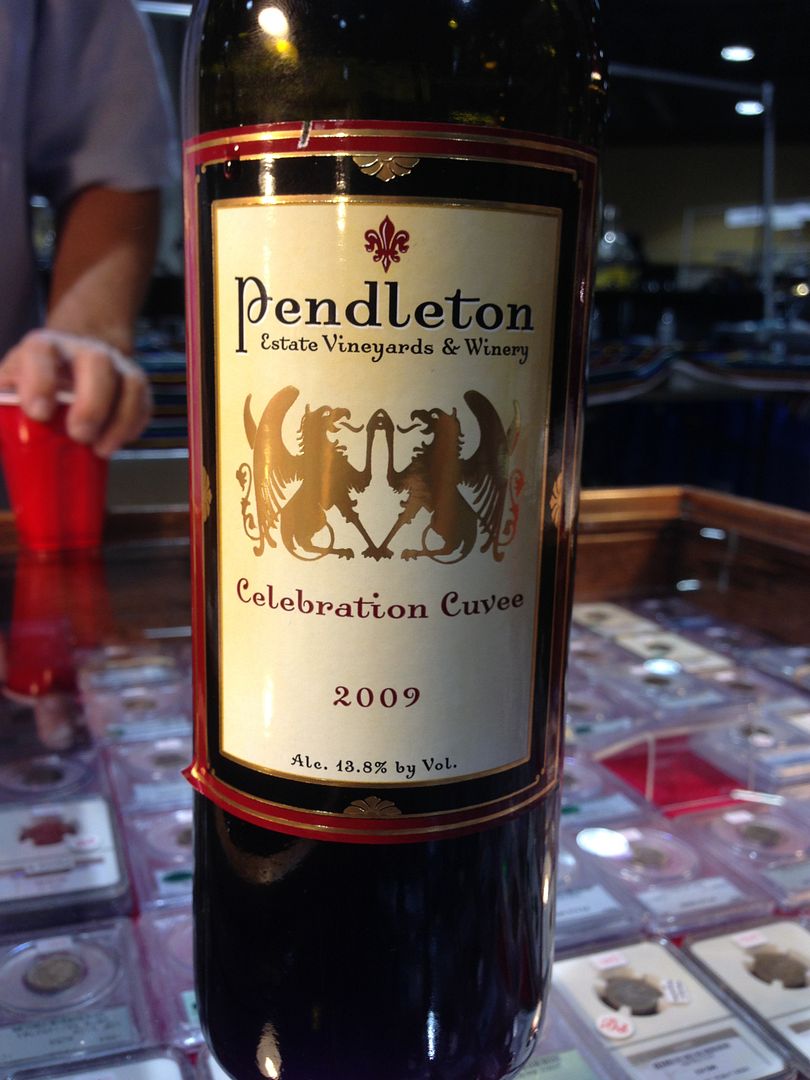 Pendleton
Estate Vineyards & Winery
Celebration Cuvee
2009
Alc. 13.8% by Vol.